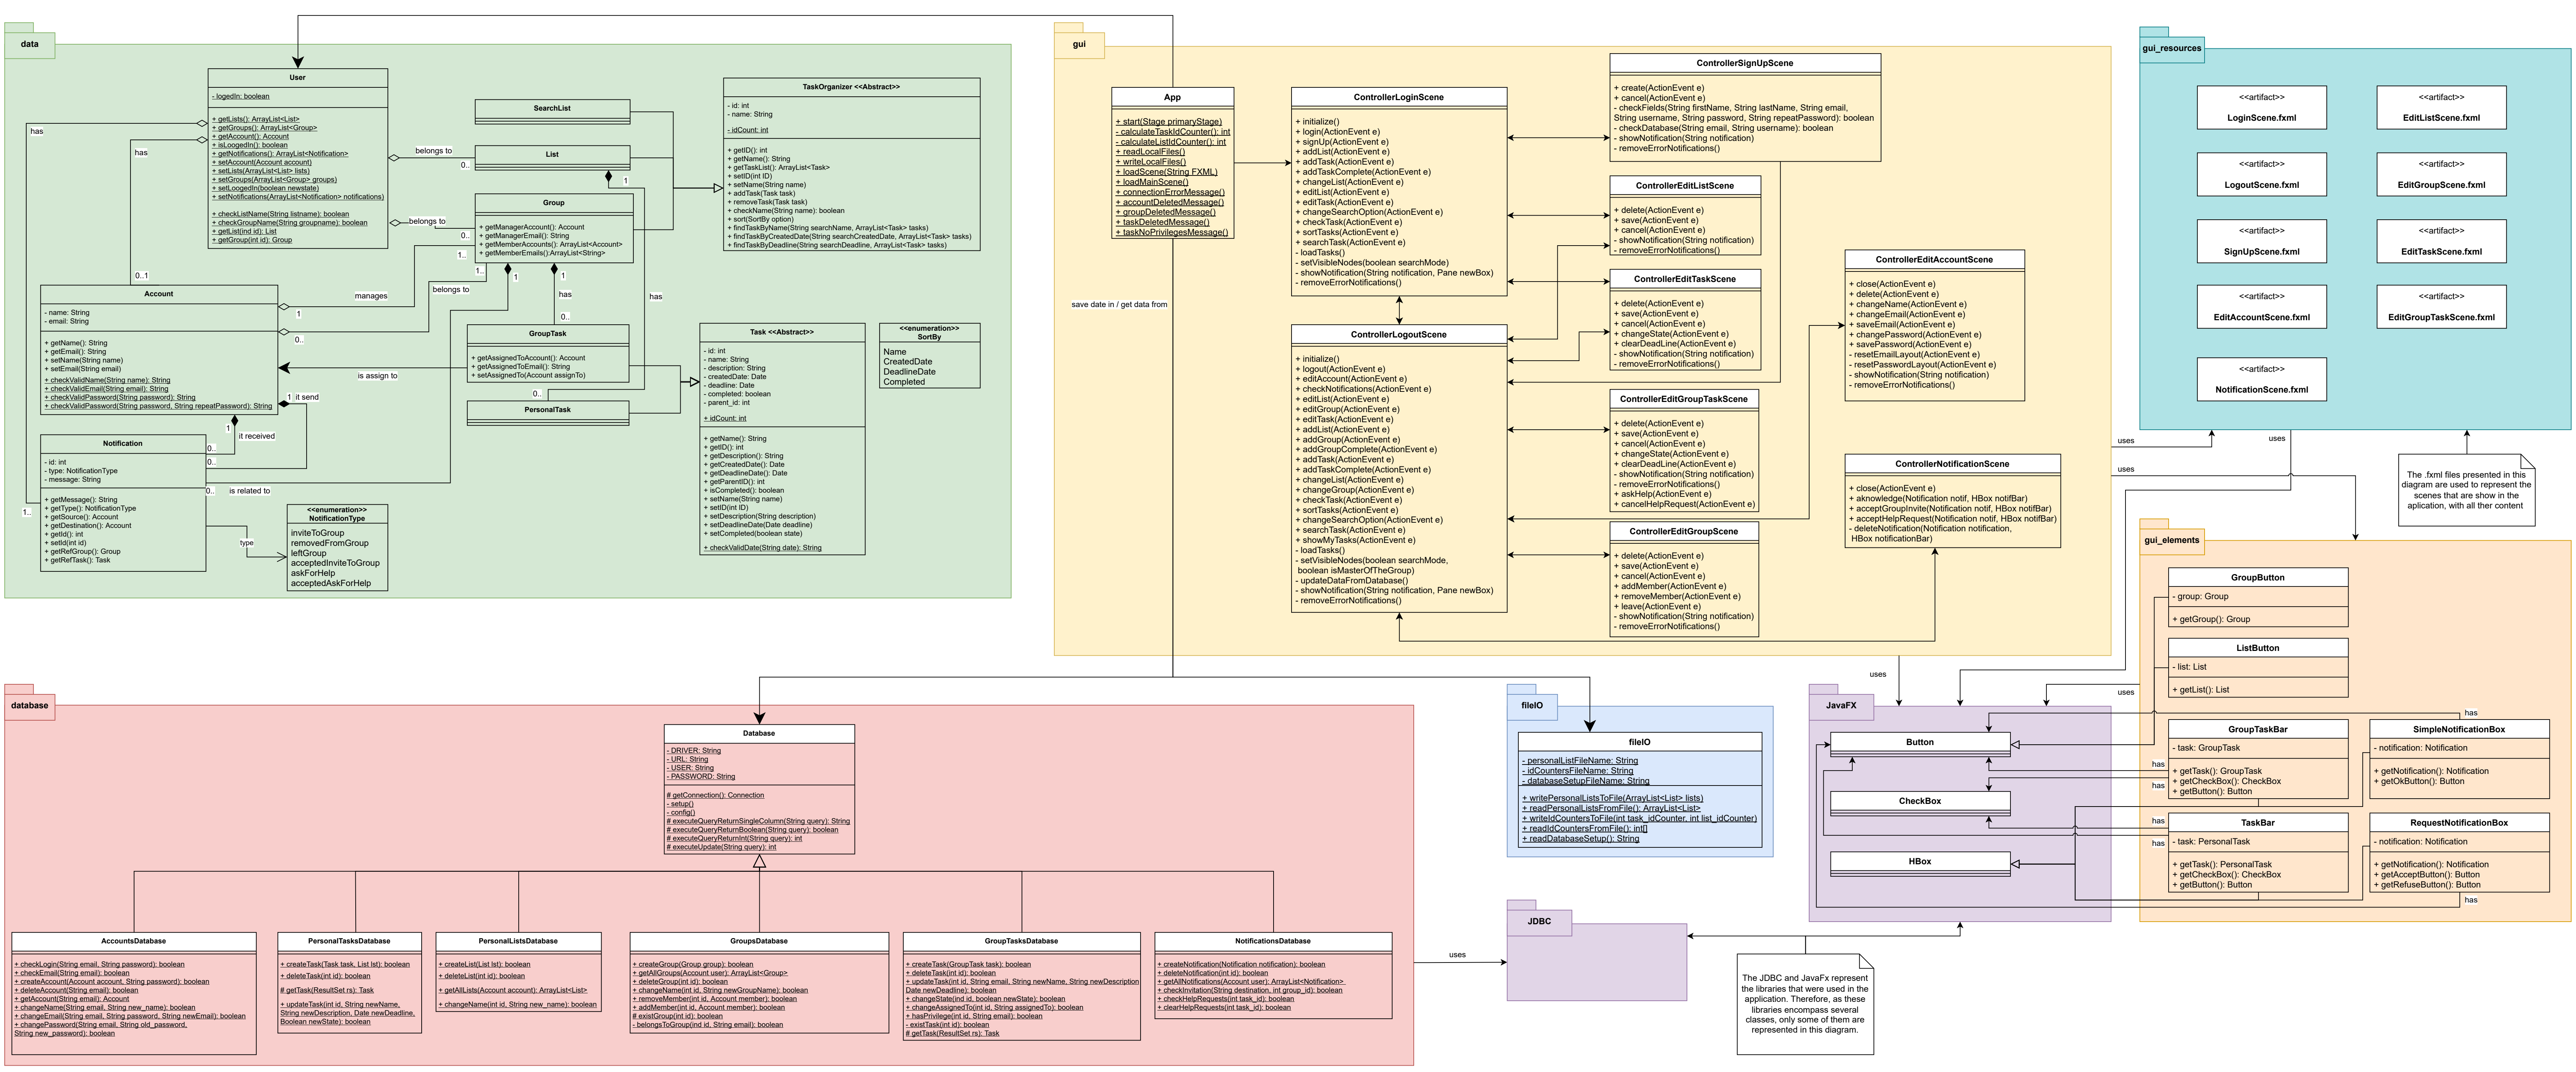 data
User
- logedIn: boolean
+ getLists(): ArrayList<List>
+ getGroups(): ArrayList<Group>
+ getAccount(): Account
+ isLoogedIn(): boolean
+ getNotifications(): ArrayList<Notification>
+ setAccount(Account account)
+ setLists(ArrayList<List> lists)
+ setGroups(ArrayList<Group> groups)
+ setLoogedIn(boolean newstate)
+ setNotifications(ArrayList<Notification> notifications)
+ checkListName(String listname): boolean
+ checkGroupName(String groupname): boolean
+ getList(int id): List
+ getGroup(int id): Group
has
has
0..1
belongs to
0..
belongs to
0..
SearchList
List
1
Group
+ getManagerAccount(): Account
+ getManagerEmail(): String
+ getMemberAccounts(): ArrayList<Account>
+ getMemberEmails():ArrayList<String>
1..
1..
1
1
manages
1
belongs to
0..
has
0..
has
0..
TaskOrganizer <<Abstract>>
- id: int
- name: String
- idCount: int
+ getID(): int
+ getName(): String
+ getTaskList(): ArrayList<Task>
+ setID(int ID)
+ setName(String name)
+ addTask(Task task)
+ removeTask(Task task)
+ checkName(String name): boolean
+ sort(SortBy option)
+ findTaskByName(String searchName, ArrayList<Task> tasks)
+ findTaskByCreatedDate(String searchCreatedDate, ArrayList<Task> tasks)
+ findTaskByDeadline(String searchDeadline, ArrayList<Task> tasks)
Account
- name: String
- email: String
+ getName(): String
+ getEmail(): String
+ setName(String name)
+ setEmail(String email)
+ checkValidName(String name): String
+ checkValidEmail(String email): String
+ checkValidPassword(String password): String
+ checkValidPassword(String password, String repeatPassword): String
is assign to
1
it send
1
it received
0..
0..
0..
is related to
1..
GroupTask
+ getAssignedToAccount(): Account
+ getAssignedToEmail(): String
+ setAssignedTo(Account assignTo)
PersonalTask
Task <<Abstract>>
- id: int
- name: String
- description: String
- createdDate: Date
- deadline: Date
- completed: boolean
- parent_id: int
+ idCount: int
+ getName(): String
+ getID(): int
+ getDescription(): String
+ getCreatedDate(): Date
+ getDeadlineDate(): Date
+ getParentID(): int
+ isCompleted(): boolean
+ setName(String name)
+ setID(int ID)
+ setDescription(String description)
+ setDeadlineDate(Date deadline)
+ setCompleted(boolean state)
+ checkValidDate(String date): String
<<enumeration>>
SortBy
Name
CreatedDate
DeadlineDate
Completed
Notification
- id: int
- type: NotificationType
- message: String
+ getMessage(): String
+ getType(): NotificationType
+ getSource(): Account
+ getDestination(): Account
+ getId(): int
+ setId(int id)
+ getRefGroup(): Group
+ getRefTask(): Task
type
<<enumeration>>
NotificationType
inviteToGroup
removedFromGroup
leftGroup
acceptedInviteToGroup
askForHelp
acceptedAskForHelp
gui
App
+ start(Stage primaryStage)
- calculateTaskIdCounter(): int
- calculateListIdCounter(): int
+ readLocalFiles()
+ writeLocalFiles()
+ loadScene(String FXML)
+ loadMainScene()
+ connectionErrorMessage()
+ accountDeletedMessage()
+ groupDeletedMessage()
+ taskDeletedMessage()
+ taskNoPrivilegesMessage()
save date in / get data from
ControllerLoginScene
+ initialize()
+ login(ActionEvent e)
+ signUp(ActionEvent e)
+ addList(ActionEvent e)
+ addTask(ActionEvent e)
+ addTaskComplete(ActionEvent e)
+ changeList(ActionEvent e)
+ editList(ActionEvent e)
+ editTask(ActionEvent e)
+ changeSearchOption(ActionEvent e)
+ checkTask(ActionEvent e)
+ sortTasks(ActionEvent e)
+ searchTask(ActionEvent e)
- loadTasks()
- setVisibleNodes(boolean searchMode)
- showNotification(String notification, Pane newBox)
- removeErrorNotifications()
ControllerLogoutScene
+ initialize()
+ logout(ActionEvent e)
+ editAccount(ActionEvent e)
+ checkNotifications(ActionEvent e)
+ editList(ActionEvent e)
+ editGroup(ActionEvent e)
+ editTask(ActionEvent e)
+ addList(ActionEvent e)
+ addGroup(ActionEvent e)
+ addGroupComplete(ActionEvent e)
+ addTask(ActionEvent e)
+ addTaskComplete(ActionEvent e)
+ changeList(ActionEvent e)
+ changeGroup(ActionEvent e)
+ checkTask(ActionEvent e)
+ sortTasks(ActionEvent e)
+ changeSearchOption(ActionEvent e)
+ searchTask(ActionEvent e)
+ showMyTasks(ActionEvent e)
- loadTasks()
- setVisibleNodes(boolean searchMode,
boolean isMasterOfTheGroup)
- updateDataFromDatabase()
- showNotification(String notification, Pane newBox)
- removeErrorNotifications()
ControllerSignUpScene
+ create(ActionEvent e)
+ cancel(ActionEvent e)
- checkFields(String firstName, String lastName, String email,
String username, String password, String repeatPassword): boolean
- checkDatabase(String email, String username): boolean
- showNotification(String notification)
- removeErrorNotifications()
ControllerEditListScene
+ delete(ActionEvent e)
+ save(ActionEvent e)
+ cancel(ActionEvent e)
- showNotification(String notification)
- removeErrorNotifications()
ControllerEditTaskScene
+ delete(ActionEvent e)
+ save(ActionEvent e)
+ cancel(ActionEvent e)
+ changeState(ActionEvent e)
+ clearDeadLine(ActionEvent e)
- showNotification(String notification)
- removeErrorNotifications()
ControllerEditGroupTaskScene
+ delete(ActionEvent e)
+ save(ActionEvent e)
+ cancel(ActionEvent e)
+ changeState(ActionEvent e)
+ clearDeadLine(ActionEvent e)
- showNotification(String notification)
- removeErrorNotifications()
+ askHelp(ActionEvent e)
+ cancelHelpRequest(ActionEvent e)
ControllerEditGroupScene
+ delete(ActionEvent e)
+ save(ActionEvent e)
+ cancel(ActionEvent e)
+ addMember(ActionEvent e)
+ removeMember(ActionEvent e)
+ leave(ActionEvent e)
- showNotification(String notification)
- removeErrorNotifications()
ControllerEditAccountScene
+ close(ActionEvent e)
+ delete(ActionEvent e)
+ changeName(ActionEvent e)
+ changeEmail(ActionEvent e)
+ saveEmail(ActionEvent e)
+ changePassword(ActionEvent e)
+ savePassword(ActionEvent e)
- resetEmailLayout(ActionEvent e)
- resetPasswordLayout(ActionEvent e)
- showNotification(String notification)
- removeErrorNotifications()
ControllerNotificationScene
+ close(ActionEvent e)
+ aknowledge(Notification notif, HBox notifBar)
+ acceptGroupInvite(Notification notif, HBox notifBar)
+ acceptHelpRequest(Notification notif, HBox notifBar)
- deleteNotification(Notification notification,
HBox notificationBar)
gui_resources
<<artifact>>
LoginScene.fxml
<<artifact>>
EditListScene.fxml
<<artifact>>
LogoutScene.fxml
<<artifact>>
EditGroupScene.fxml
<<artifact>>
SignUpScene.fxml
<<artifact>>
EditTaskScene.fxml
<<artifact>>
EditAccountScene.fxml
<<artifact>>
EditGroupTaskScene.fxml
<<artifact>>
NotificationScene.fxml
uses
uses
uses
The .fxml files presented in this
diagram are used to represent the
scenes that are show in the
aplication, with all ther content
gui_elements
GroupButton
- group: Group
+ getGroup(): Group
ListButton
- list: List
+ getList(): List
GroupTaskBar
- task: GroupTask
+ getTask(): GroupTask
+ getCheckBox(): CheckBox
+ getButton(): Button
SimpleNotificationBox
- notification: Notification
+ getNotification(): Notification
+ getOkButton(): Button
TaskBar
- task: PersonalTask
+ getTask(): PersonalTask
+ getCheckBox(): CheckBox
+ getButton(): Button
RequestNotificationBox
- notification: Notification
+ getNotification(): Notification
+ getAcceptButton(): Button
+ getRefuseButton(): Button
has
has
has
has
has
has
uses
uses
JavaFX
Button
CheckBox
HBox
database
Database
- DRIVER: String
- URL: String
- USER: String
- PASSWORD: String
# getConnection(): Connection
- setup()
- config()
# executeQueryReturnSingleColumn(String query): String
# executeQueryReturnBoolean(String query): boolean
# executeQueryReturnInt(String query): int
# executeUpdate(String query): int
AccountsDatabase
+ checkLogin(String email, String password): boolean
+ checkEmail(String email): boolean
+ createAccount(Account account, String password): boolean
+ deleteAccount(String email): boolean
+ getAccount(String email): Account
+ changeName(String email, String new_name): boolean
+ changeEmail(String email, String password, String newEmail): boolean
+ changePassword(String email, String old_password,
String new_password): boolean
PersonalTasksDatabase
+ createTask(Task task, List lst): boolean
+ deleteTask(int id): boolean
# getTask(ResultSet rs): Task
+ updateTask(int id, String newName,
String newDescription, Date newDeadline,
Boolean newState): boolean
PersonalListsDatabase
+ createList(List lst): boolean
+ deleteList(int id): boolean
+ getAllLists(Account account): ArrayList<List>
+ changeName(int id, String new_name): boolean
GroupsDatabase
+ createGroup(Group group): boolean
+ getAllGroups(Account user): ArrayList<Group>
+ deleteGroup(int id): boolean
+ changeName(int id, String newGroupName): boolean
+ removeMember(int id, Account member): boolean
+ addMember(int id, Account member): boolean
# existGroup(int id): boolean
- belongsToGroup(int id, String email): boolean
GroupTasksDatabase
+ createTask(GroupTask task): boolean
+ deleteTask(int id): boolean
+ updateTask(int id, String email, String newName, String newDescription
Date newDeadline): boolean
+ changeState(int id, boolean newState): boolean
+ changeAssignedTo(int id, String assignedTo): boolean
+ hasPrivilege(int id, String email): boolean
- existTask(int id): boolean
# getTask(ResultSet rs): Task
NotificationsDatabase
+ createNotification(Notification notification): boolean
+ deleteNotification(int id): boolean
+ getAllNotifications(Account user): ArrayList<Notification>
+ checkInvitation(String destination, int group_id): boolean
+ checkHelpRequests(int task_id): boolean
+ clearHelpRequests(int task_id): boolean
uses
fileIO
fileIO
- personalListFileName: String
- idCountersFileName: String
- databaseSetupFileName: String
+ writePersonalListsToFile(ArrayList<List> lists)
+ readPersonalListsFromFile(): ArrayList<List>
+ writeIdCountersToFile(int task_idCounter, int list_idCounter)
+ readIdCountersFromFile(): int[]
+ readDatabaseSetup(): String
JDBC
The JDBC and JavaFx represent
the libraries that were used in the
application. Therefore, as these
libraries encompass several
classes, only some of them are
represented in this diagram.